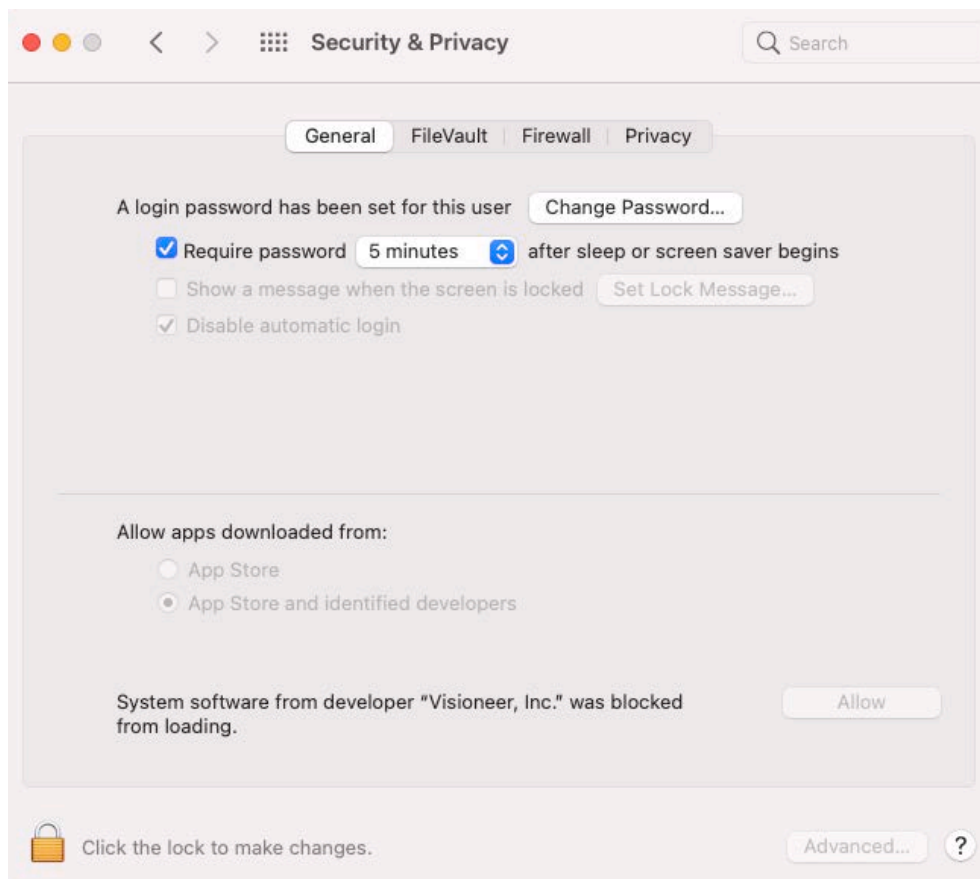 Security & Privacy
Search
General FileVault Firewall Privacy
A login password has been set for this user Change Password...
Require password 5 minutes after sleep or screen saver begins
Show a message when the screen is locked Set Lock Message...
Disable automatic login
Allow apps downloaded from:
App Store
App Store and identified developers
System software from developer “Visioneer, Inc.” was blocked Allow
from loading.
Click the lock to make changes. Advanced... ?